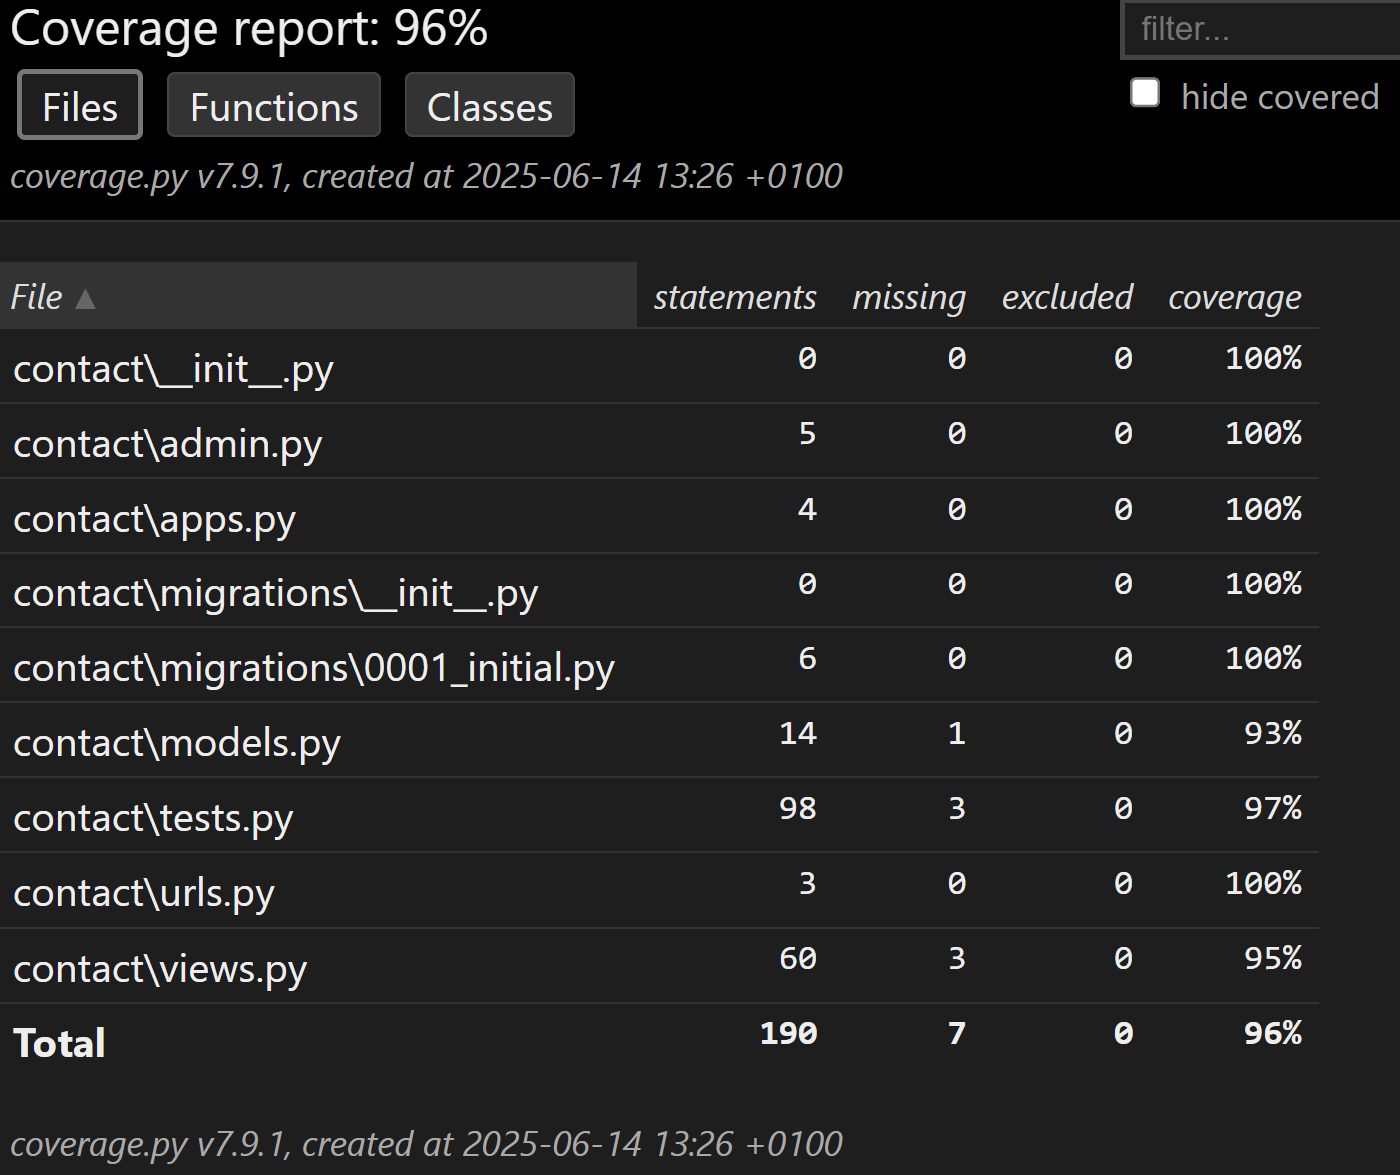 Coverage report: 96%
filter...
Files Functions Classes
hide covered
coverage.py v7.9.1, created at 2025-06-14 13:26 +0100
File ▲ statements missing excluded coverage
contact\__init__.py 0 0 0 100%
contact\admin.py 5 0 0 100%
contact\apps.py 4 0 0 100%
contact\migrations\__init__.py 0 0 0 100%
contact\migrations\0001_initial.py 6 0 0 100%
contact\models.py 14 1 0 93%
contact\tests.py 98 3 0 97%
contact\urls.py 3 0 0 100%
contact\views.py 60 3 0 95%
Total 190 7 0 96%
coverage.py v7.9.1, created at 2025-06-14 13:26 +0100